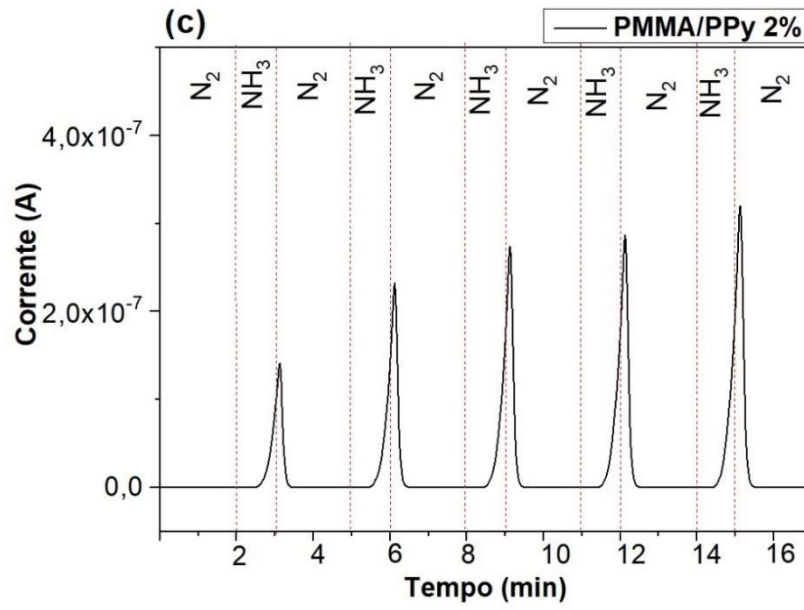 (c)
PMMA/PPy 2%
N₂ NH₃ N₂ NH₃ N₂ NH₃ N₂ NH₃ N₂ NH₃ N₂
4,0x10⁻⁷
2,0x10⁻⁷
0,0
Corrente (A)
2 4 6 8 10 12 14 16
Tempo (min)